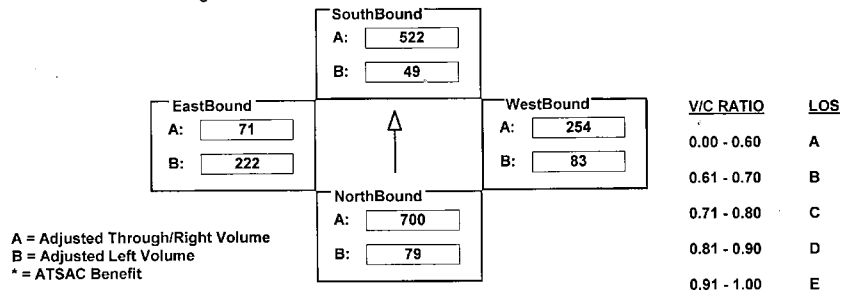 SouthBound
A: 522
B: 49
EastBound
A: 71
B: 222
WestBound
A: 254
B: 83
NorthBound
A: 700
B: 79
A = Adjusted Through/Right Volume
B = Adjusted Left Volume
* = ATSAC Benefit
V/C RATIO LOS
0.00 - 0.60 A
0.61 - 0.70 B
0.71 - 0.80 C
0.81 - 0.90 D
0.91 - 1.00 E